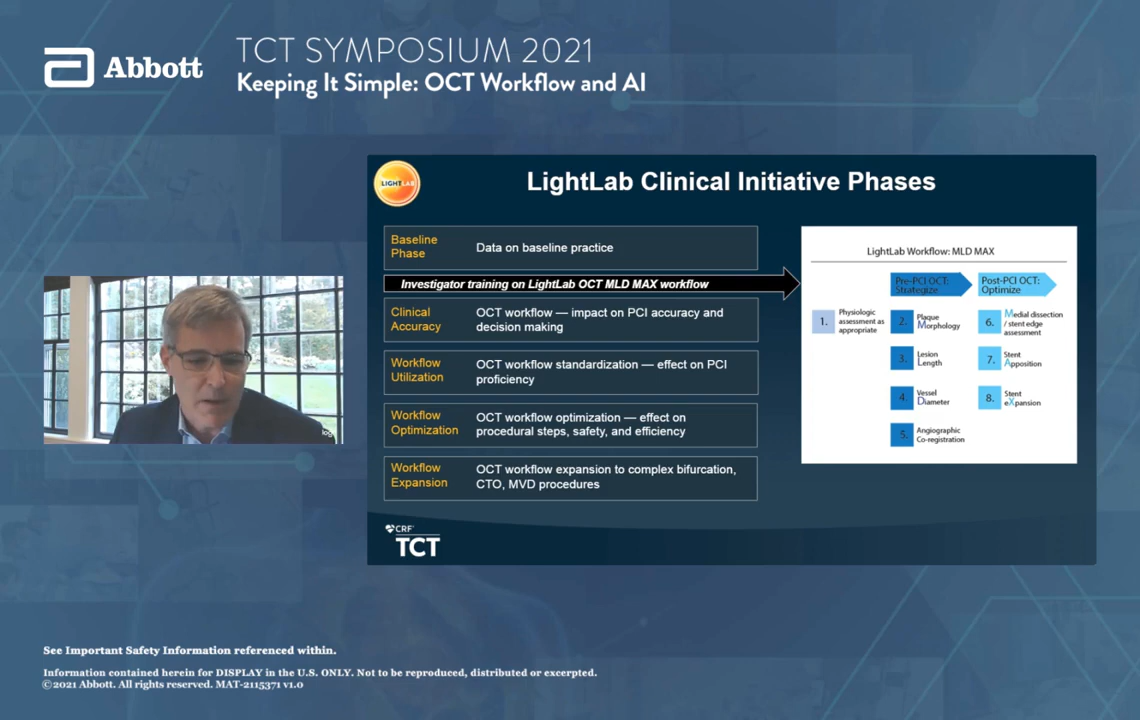 Abbott
TCT SYMPOSIUM 2021
Keeping It Simple: OCT Workflow and AI
LIGHTLAB
LightLab Clinical Initiative Phases
Baseline
Phase
Data on baseline practice
Investigator training on LightLab OCT MLD MAX workflow
Clinical
Accuracy
OCT workflow — impact on PCI accuracy and
decision making
Workflow
Utilization
OCT workflow standardization — effect on PCI
proficiency
Workflow
Optimization
OCT workflow optimization — effect on
procedural steps, safety, and efficiency
Workflow
Expansion
OCT workflow expansion to complex bifurcation,
CTO, MVD procedures
LightLab Workflow: MLD MAX
Pre-PCI OCT:
Strategize
Post-PCI OCT:
Optimize
1.
Physiologic
assessment as
appropriate
2.
Plaque
Morphology
3.
Lesion
Length
4.
Vessel
Diameter
5.
Angiographic
Co-registration
6.
Medial dissection
/ stent edge
assessment
7.
Stent
Apposition
8.
Stent
eXpansion
CRF
TCT
See Important Safety Information referenced within.
Information contained herein for DISPLAY in the U.S. ONLY. Not to be reproduced, distributed or excerpted.
©2021 Abbott. All rights reserved. MAT-2115371 v1.0